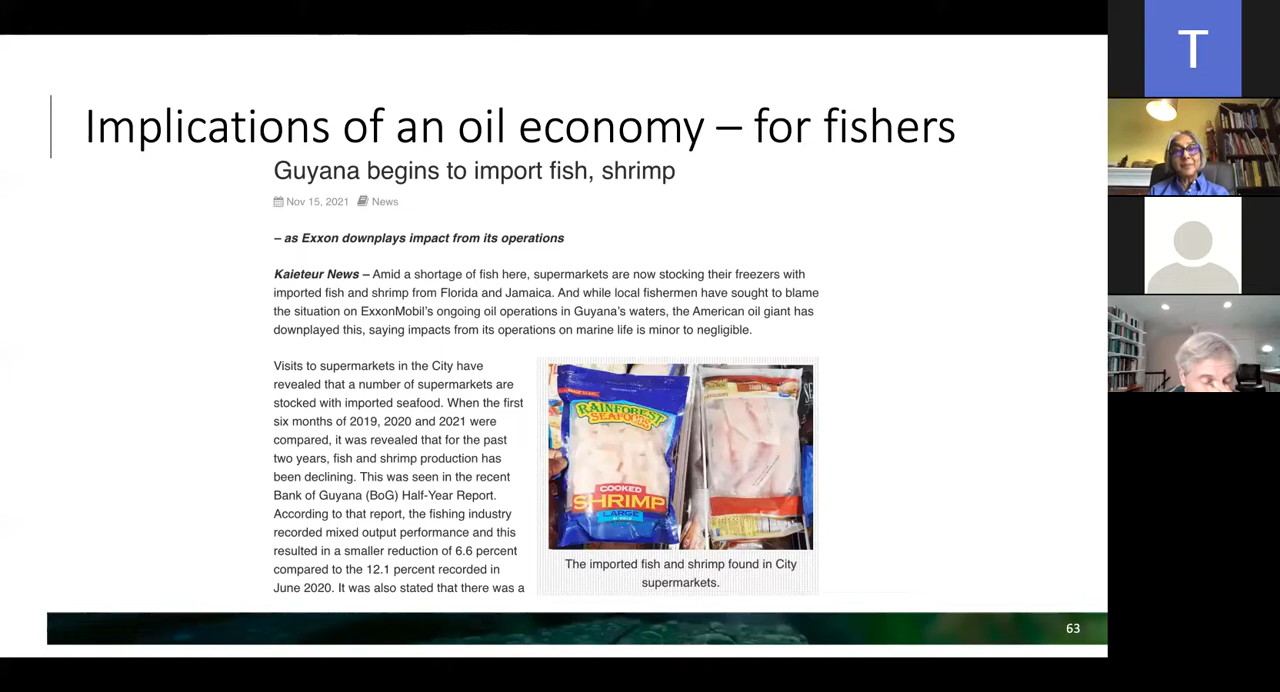 Implications of an oil economy – for fishers
Guyana begins to import fish, shrimp
Nov 15, 2021 News
– as Exxon downplays impact from its operations
Kaieteur News – Amid a shortage of fish here, supermarkets are now stocking their freezers with
imported fish and shrimp from Florida and Jamaica. And while local fishermen have sought to blame
the situation on ExxonMobil's ongoing oil operations in Guyana's waters, the American oil giant has
downplayed this, saying impacts from its operations on marine life is minor to negligible.
Visits to supermarkets in the City have
revealed that a number of supermarkets are
stocked with imported seafood. When the first
six months of 2019, 2020 and 2021 were
compared, it was revealed that for the past
two years, fish and shrimp production has
been declining. This was seen in the recent
Bank of Guyana (BoG) Half-Year Report.
According to that report, the fishing industry
recorded mixed output performance and this
resulted in a smaller reduction of 6.6 percent
compared to the 12.1 percent recorded in
June 2020. It was also stated that there was a
RAINFOREST
SEAFOODS
COOKED
SHRIMP
LARGE
The imported fish and shrimp found in City
supermarkets.
63
T